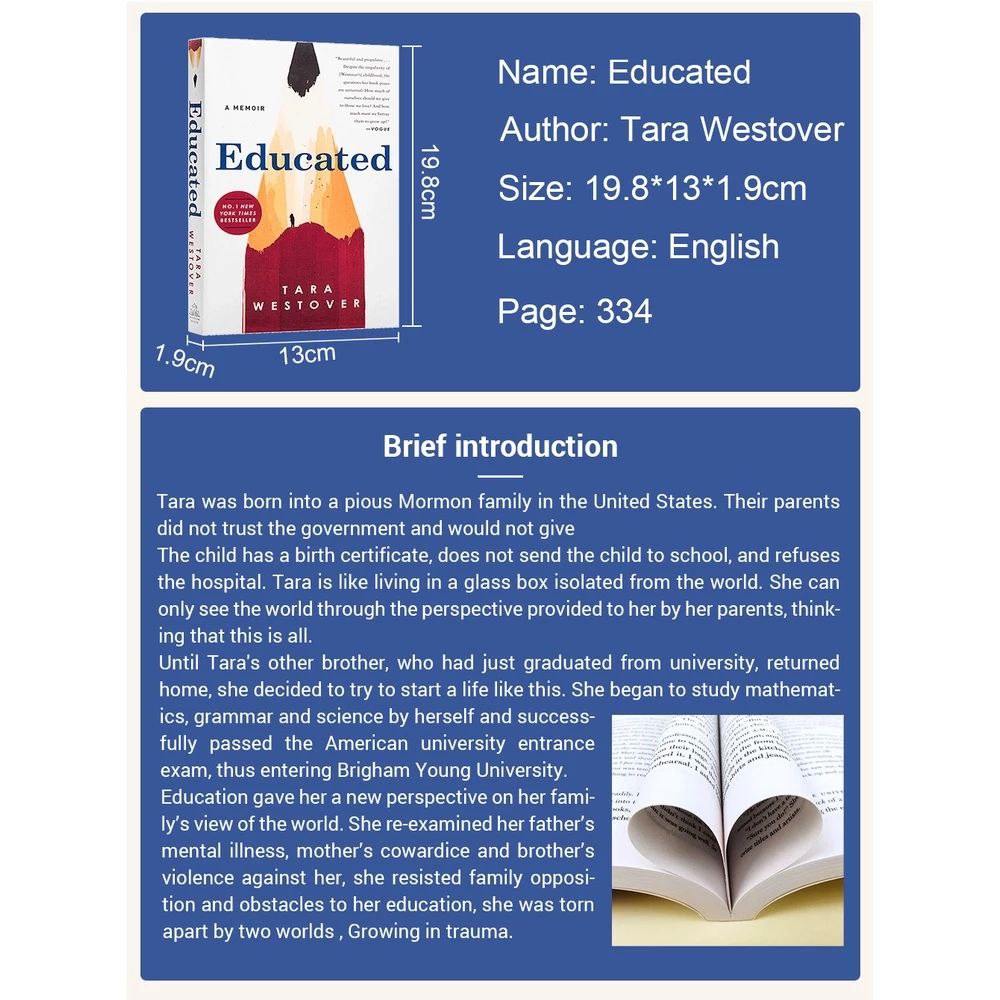 "Beautiful and propulsive . . .
Despite the singularity of
[Westover's] childhood, the
questions her book poses
are universal: How much of
ourselves should we give
to those we love? And how
much must we betray
them to grow up?"
—VOGUE
A MEMOIR
Educated
NO. 1 NEW
YORK TIMES
BESTSELLER
TARA
WESTOVER
Educated
TARA
WESTOVER
19.8cm
13cm
1.9cm
Name: Educated
Author: Tara Westover
Size: 19.8*13*1.9cm
Language: English
Page: 334
Brief introduction
Tara was born into a pious Mormon family in the United States. Their parents
did not trust the government and would not give
The child has a birth certificate, does not send the child to school, and refuses
the hospital. Tara is like living in a glass box isolated from the world. She can
only see the world through the perspective provided to her by her parents, think-
ing that this is all.
Until Tara's other brother, who had just graduated from university, returned
home, she decided to try to start a life like this. She began to study mathemat-
ics, grammar and science by herself and success-
fully passed the American university entrance
exam, thus entering Brigham Young University.
Education gave her a new perspective on her fami-
ly's view of the world. She re-examined her father's
mental illness, mother's cowardice and brother's
violence against her, she resisted family opposi-
tion and obstacles to her education, she was torn
apart by two worlds , Growing in trauma.